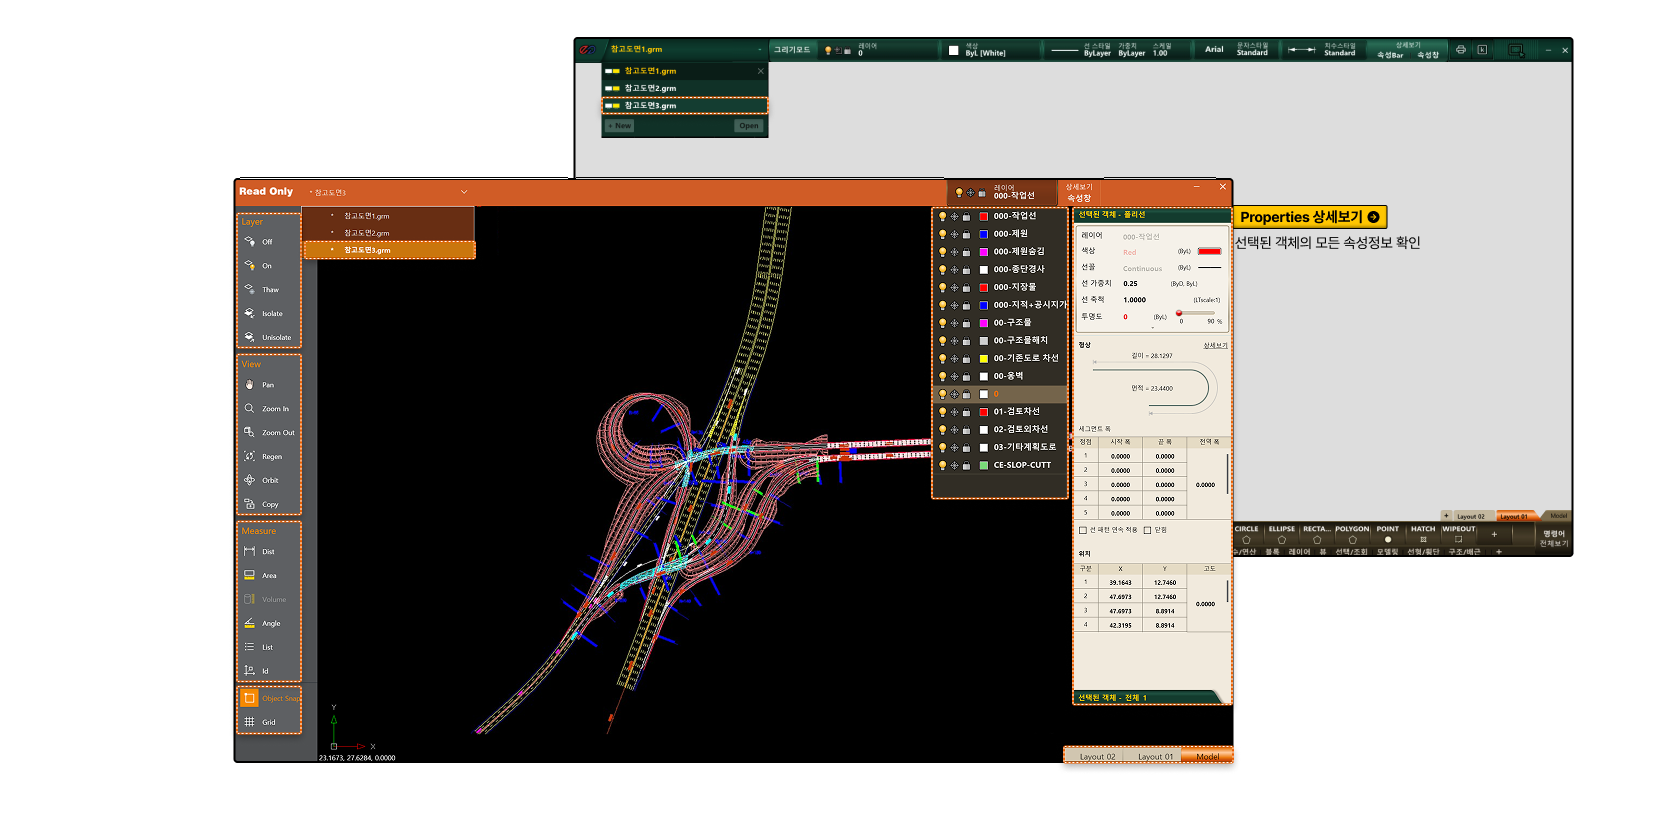 참고도면1.grm
그리기모드
레이어
0
색상
ByL [White]
선 스타일
ByLayer
가중치
ByLayer
스케일
1.00
Arial
문자스타일
Standard
치수스타일
Standard
상세보기
속성Bar 속성창
참고도면1.grm
참고도면2.grm
참고도면3.grm
+ New
Open
Read Only
* 참고도면3
레이어
000-작업선
상세보기
속성창
참고도면1.grm
참고도면2.grm
참고도면3.grm
Layer
Off
On
Thaw
Isolate
Unisolate
View
Pan
Zoom In
Zoom Out
Regen
Orbit
Copy
Measure
Dist
Area
Volume
Angle
List
Id
Object Snap
Grid
Y
X
23.1673, 27.6284, 0.0000
000-작업선
000-제원
000-제원숨김
000-종단경사
000-지장물
000-지적+공시지가
00-구조물
00-구조물해치
00-기존도로 차선
00-옹벽
0
01-검토차선
02-검토외차선
03-기타계획도로
CE-SLOP-CUTT
선택된 객체 - 폴리선
레이어 000-작업선
색상 Red (ByL)
선꼴 Continuous (ByL)
선 가중치 0.25 (ByD, ByL)
선 축척 1.0000 (LTscale:1)
투명도 0 (ByL) 0 90 %
형상 상세보기
길이 = 28.1297
면적 = 23.4400
세그먼트 폭
정점 시작 폭 끝 폭 전역 폭
1 0.0000 0.0000
2 0.0000 0.0000
3 0.0000 0.0000 0.0000
4 0.0000 0.0000
5 0.0000 0.0000
선 패턴 연속 적용 닫힘
위치
구분 X Y 고도
1 39.1643 12.7460
2 47.6973 12.7460 0.0000
3 47.6973 8.8914
4 42.3195 8.8914
선택된 객체 - 전체 1
Layout 02 Layout 01 Model
Properties 상세보기
선택된 객체의 모든 속성정보 확인
+ Layout 02 Layout 01 Model
CIRCLE ELLIPSE RECTA... POLYGON POINT HATCH WIPEOUT +
명령어
전체보기
수/연산 블록 레이어 뷰 선택/조회 모델링 선형/횡단 구조/배근 +